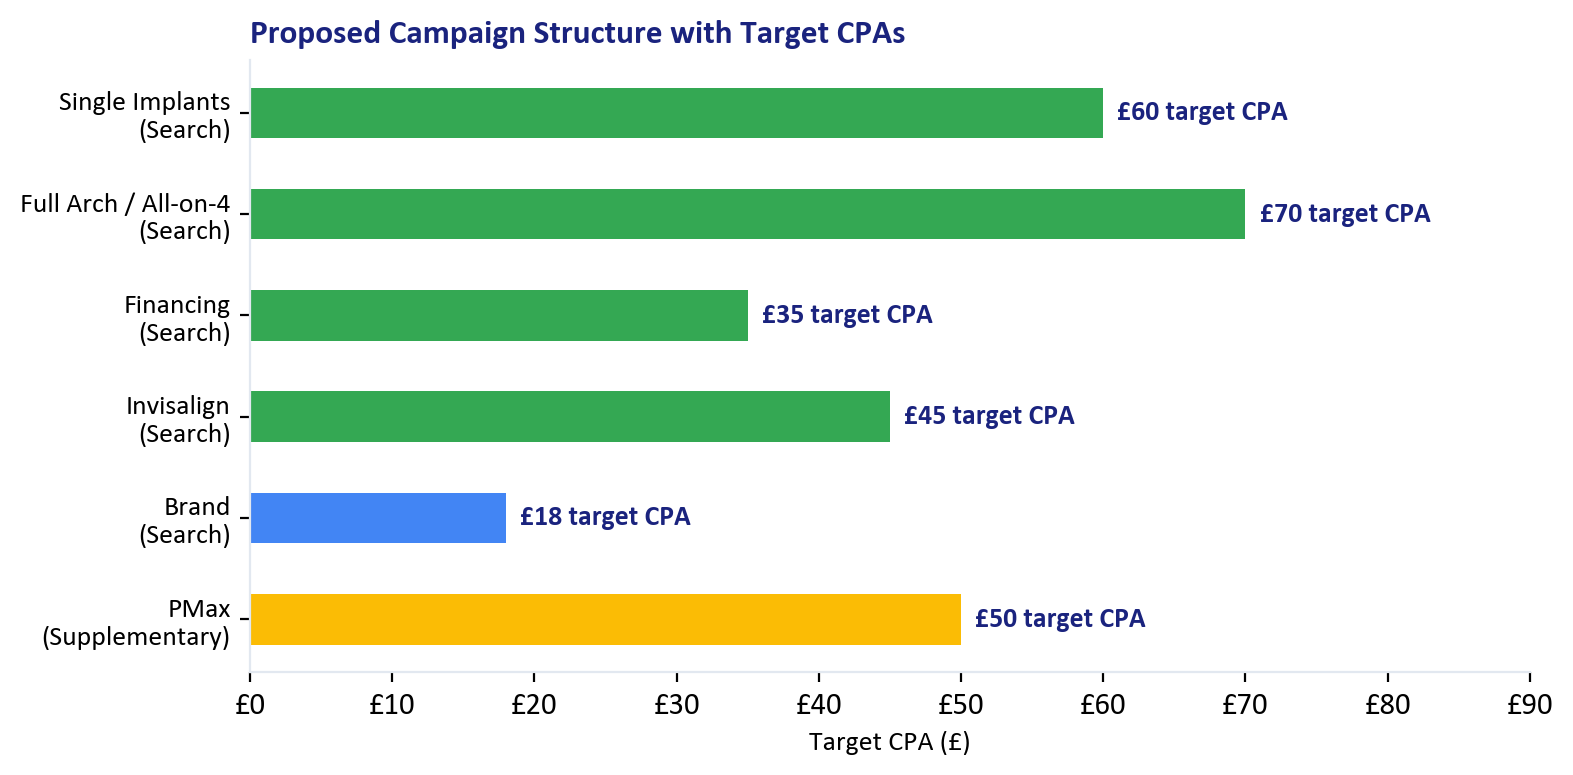 Proposed Campaign Structure with Target CPAs
Single Implants
(Search)
£60 target CPA
Full Arch / All-on-4
(Search)
£70 target CPA
Financing
(Search)
£35 target CPA
Invisalign
(Search)
£45 target CPA
Brand
(Search)
£18 target CPA
PMax
(Supplementary)
£50 target CPA
£0 £10 £20 £30 £40 £50 £60 £70 £80 £90
Target CPA (£)